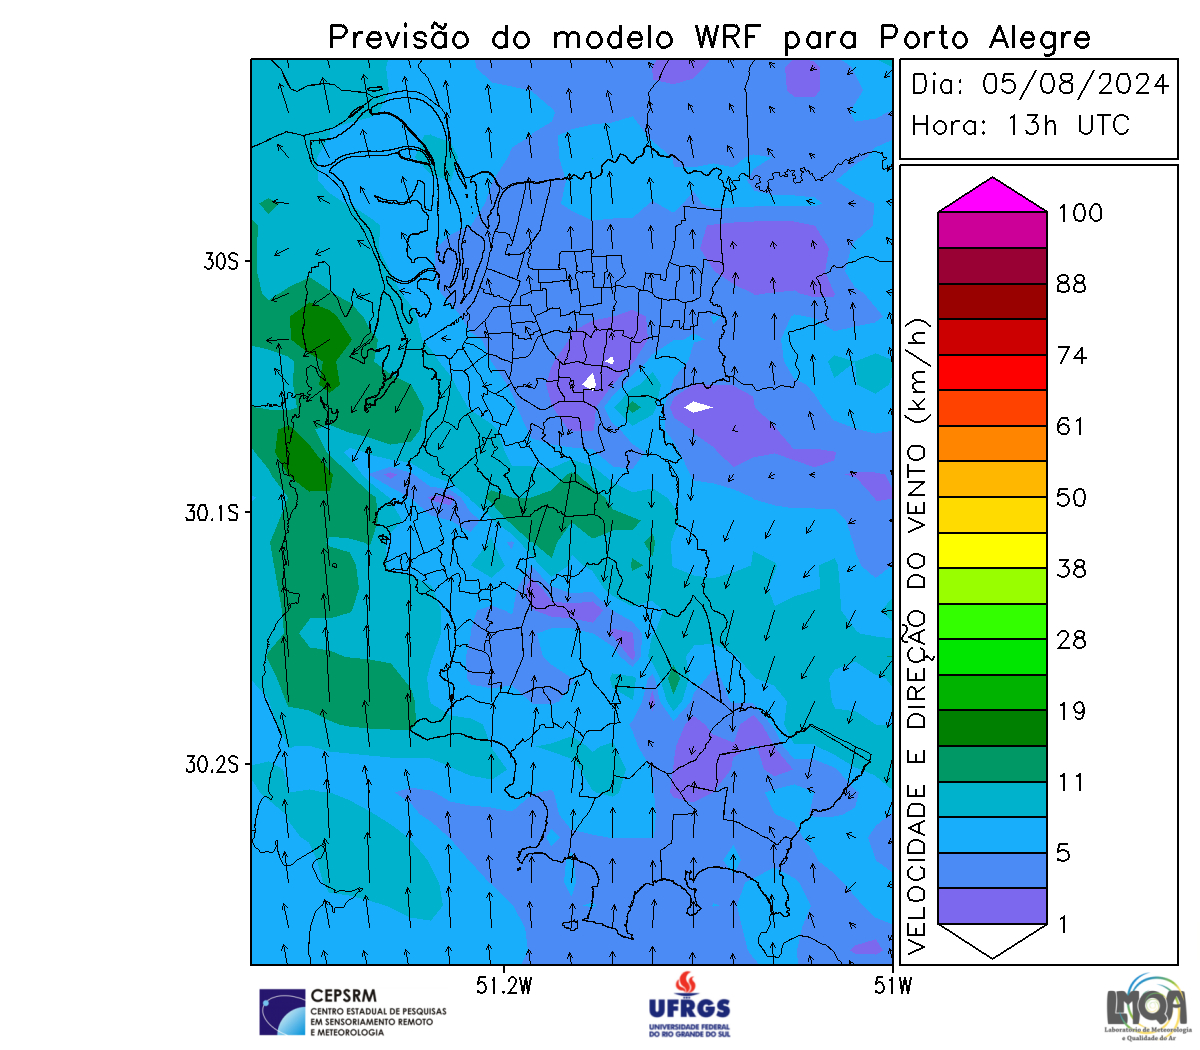 Previsão do modelo WRF para Porto Alegre
Dia: 05/08/2024
Hora: 13h UTC
30S
30.1S
30.2S
51.2W
51W
VELOCIDADE E DIREÇÃO DO VENTO (km/h)
100
88
74
61
50
38
28
19
11
5
1
CEPSRM
CENTRO ESTADUAL DE PESQUISAS
EM SENSORIAMENTO REMOTO
E METEOROLOGIA
UFRGS
UNIVERSIDADE FEDERAL
DO RIO GRANDE DO SUL
LMQA
Laboratório de Meteorologia
e Qualidade do Ar